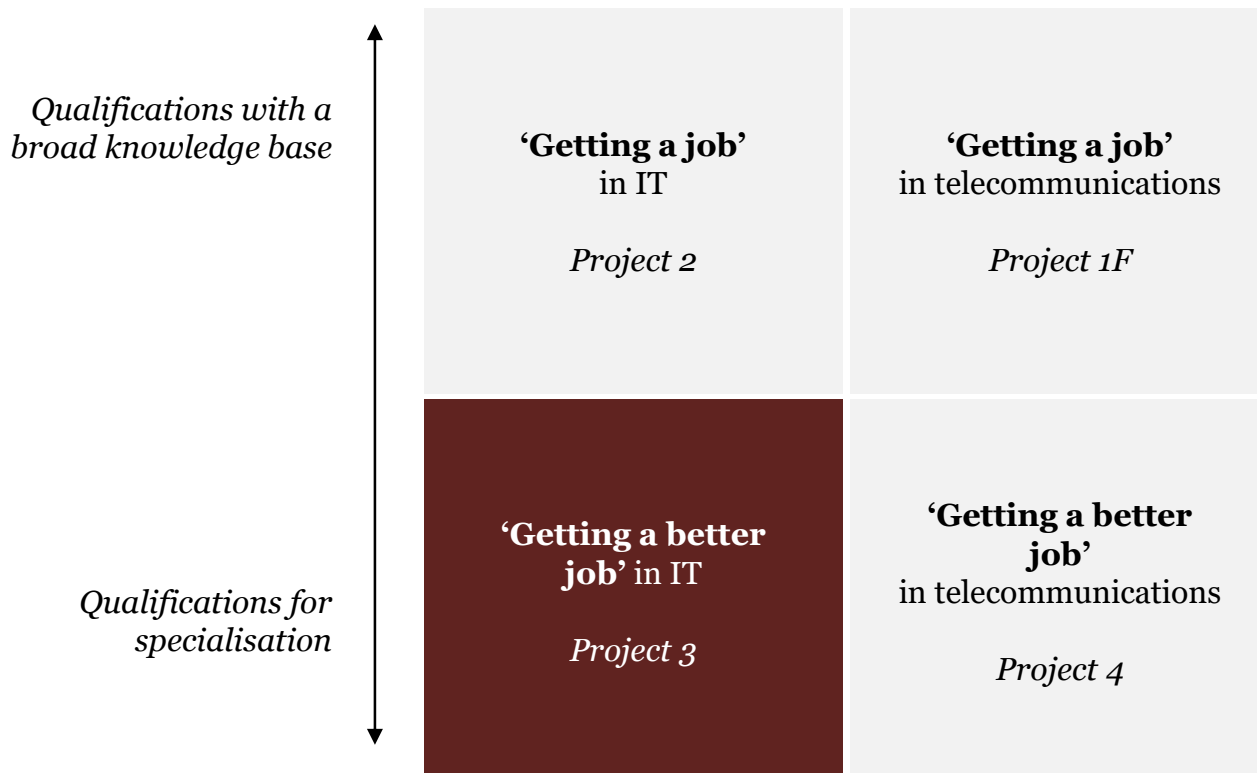 Qualifications with a
broad knowledge base
‘Getting a job’
in IT
Project 2
‘Getting a job’
in telecommunications
Project 1F
Qualifications for
specialisation
‘Getting a better
job’ in IT
Project 3
‘Getting a better
job’
in telecommunications
Project 4